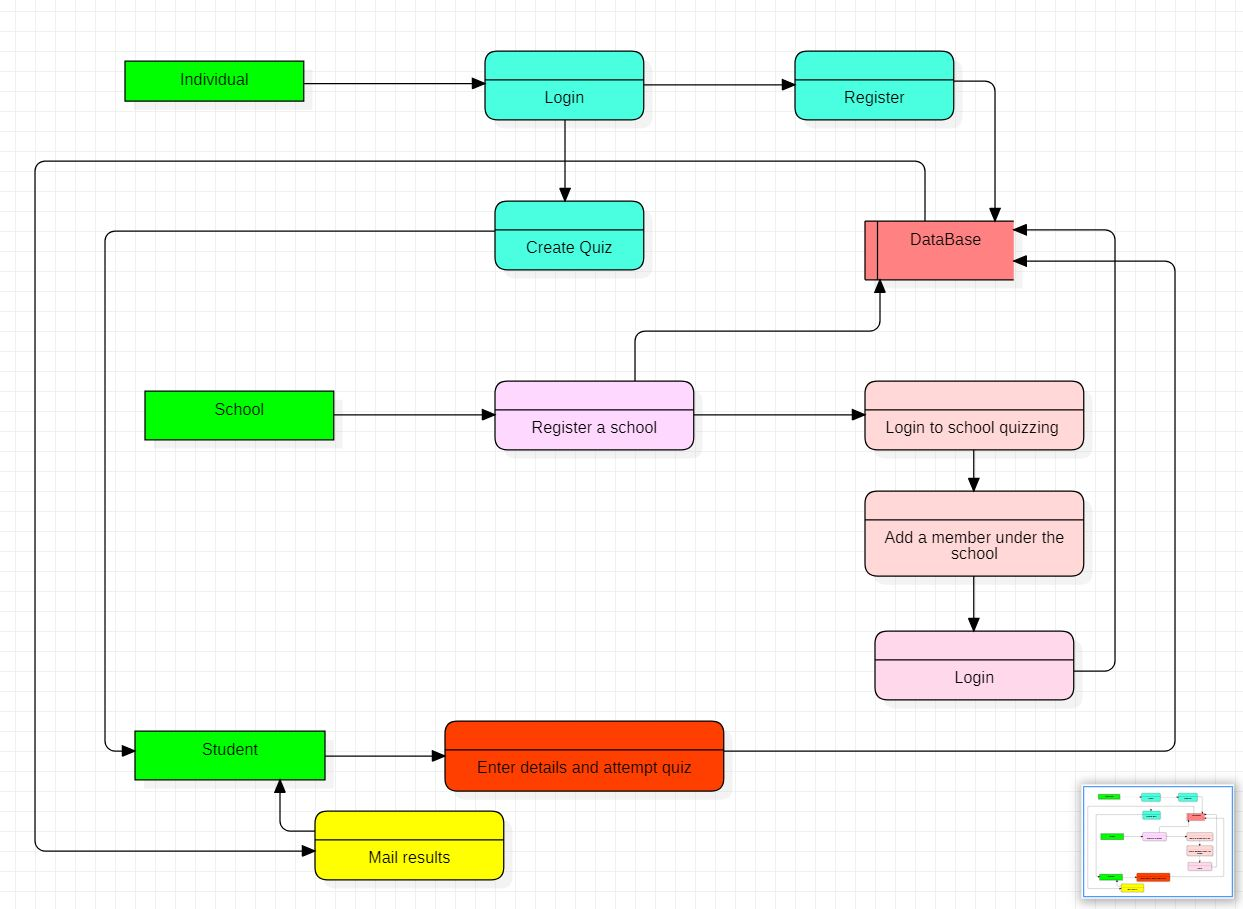 Individual
Login
Register
Create Quiz
DataBase
School
Register a school
Login to school quizzing
Add a member under the
school
Login
Student
Enter details and attempt quiz
Mail results